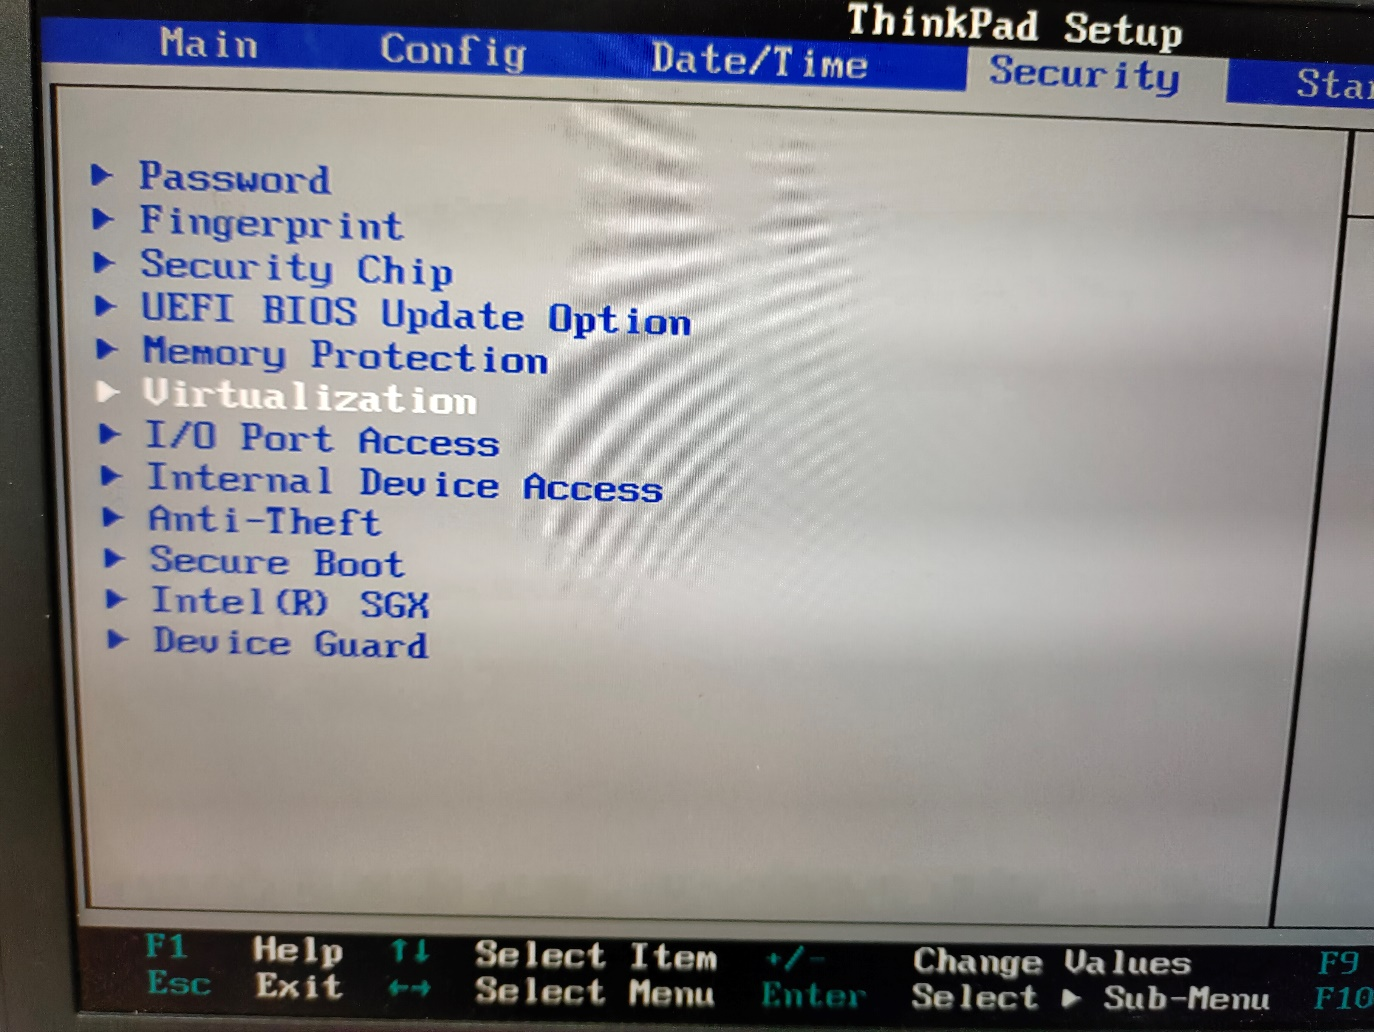 ThinkPad Setup
Main Config Date/Time Security
Password
Fingerprint
Security Chip
UEFI BIOS Update Option
Memory Protection
Virtualization
I/O Port Access
Internal Device Access
Anti-Theft
Secure Boot
Intel(R) SGX
Device Guard
F1 Help ↑↓ Select Item +/- Change Values F9
Esc Exit ←→ Select Menu Enter Select ▶ Sub-Menu F10